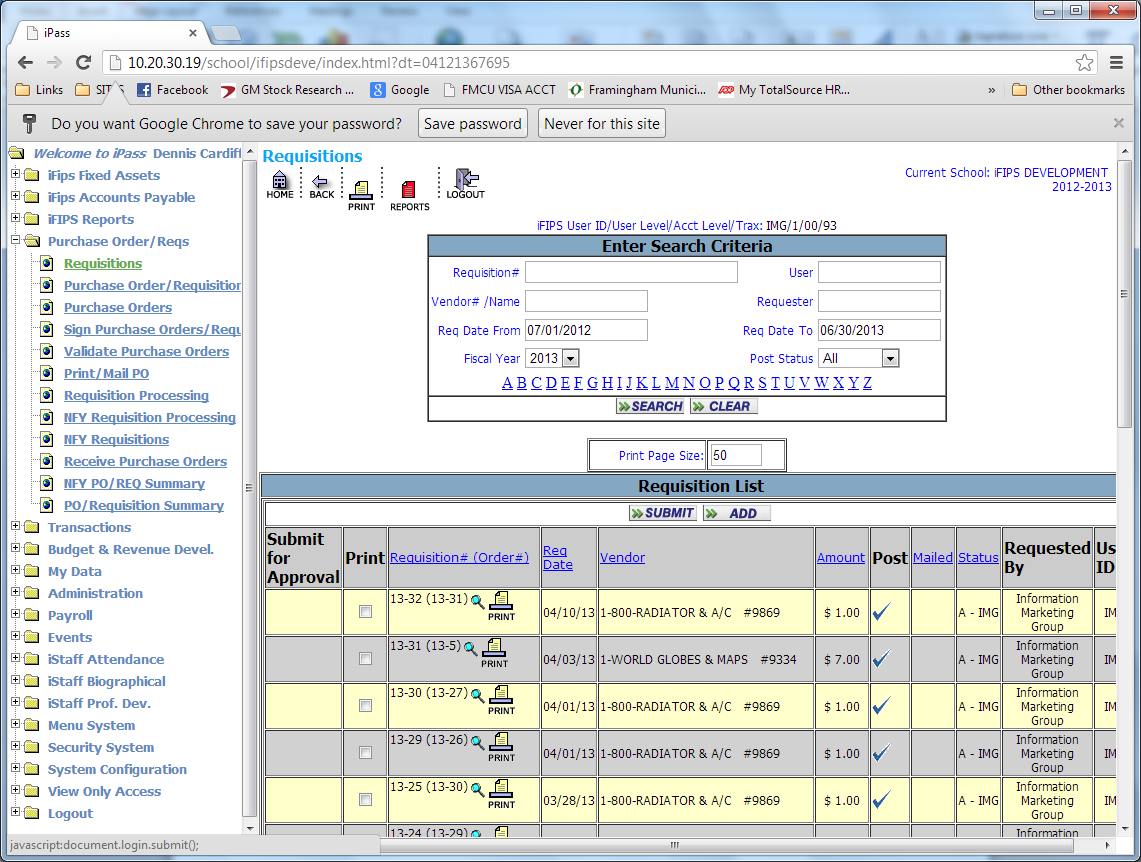 iPass
10.20.30.19/school/ifipsdeve/index.html?dt=04121367695
Links
Facebook
GM Stock Research ...
Google
FMCU VISA ACCT
Framingham Munici...
My TotalSource HR...
»
Other bookmarks
Do you want Google Chrome to save your password?
Save password
Never for this site
Welcome to iPass Dennis Cardiff
iFips Fixed Assets
iFips Accounts Payable
iFIPS Reports
Purchase Order/Reqs
Requisitions
Purchase Order/Requisition
Purchase Orders
Sign Purchase Orders/Requ
Validate Purchase Orders
Print/Mail PO
Requisition Processing
NFY Requisition Processing
NFY Requisitions
Receive Purchase Orders
NFY PO/REQ Summary
PO/Requisition Summary
Transactions
Budget & Revenue Devel.
My Data
Administration
Payroll
Events
iStaff Attendance
iStaff Biographical
iStaff Prof. Dev.
Menu System
Security System
System Configuration
View Only Access
Logout
javascript:document.login.submit();
Requisitions
HOME
BACK
PRINT
REPORTS
LOGOUT
Current School: iFIPS DEVELOPMENT
2012-2013
iFIPS User ID/User Level/Acct Level/Trax: IMG/1/00/93
Enter Search Criteria
Requisition#
User
Vendor# /Name
Requester
Req Date From 07/01/2012
Req Date To 06/30/2013
Fiscal Year 2013
Post Status All
A B C D E F G H I J K L M N O P Q R S T U V W X Y Z
SEARCH
CLEAR
Print Page Size: 50
Requisition List
SUBMIT
ADD
Submit for Approval Print Requisition# (Order#) Req Date Vendor Amount Post Mailed Status Requested By Us ID
13-32 (13-31) PRINT 04/10/13 1-800-RADIATOR & A/C #9869 $ 1.00 A - IMG Information Marketing Group IM
13-31 (13-5) PRINT 04/03/13 1-WORLD GLOBES & MAPS #9334 $ 7.00 A - IMG Information Marketing Group IM
13-30 (13-27) PRINT 04/01/13 1-800-RADIATOR & A/C #9869 $ 1.00 A - IMG Information Marketing Group IM
13-29 (13-26) PRINT 04/01/13 1-800-RADIATOR & A/C #9869 $ 1.00 A - IMG Information Marketing Group IM
13-25 (13-30) PRINT 03/28/13 1-800-RADIATOR & A/C #9869 $ 1.00 A - IMG Information Marketing Group IM
13-24 (13-29) Information